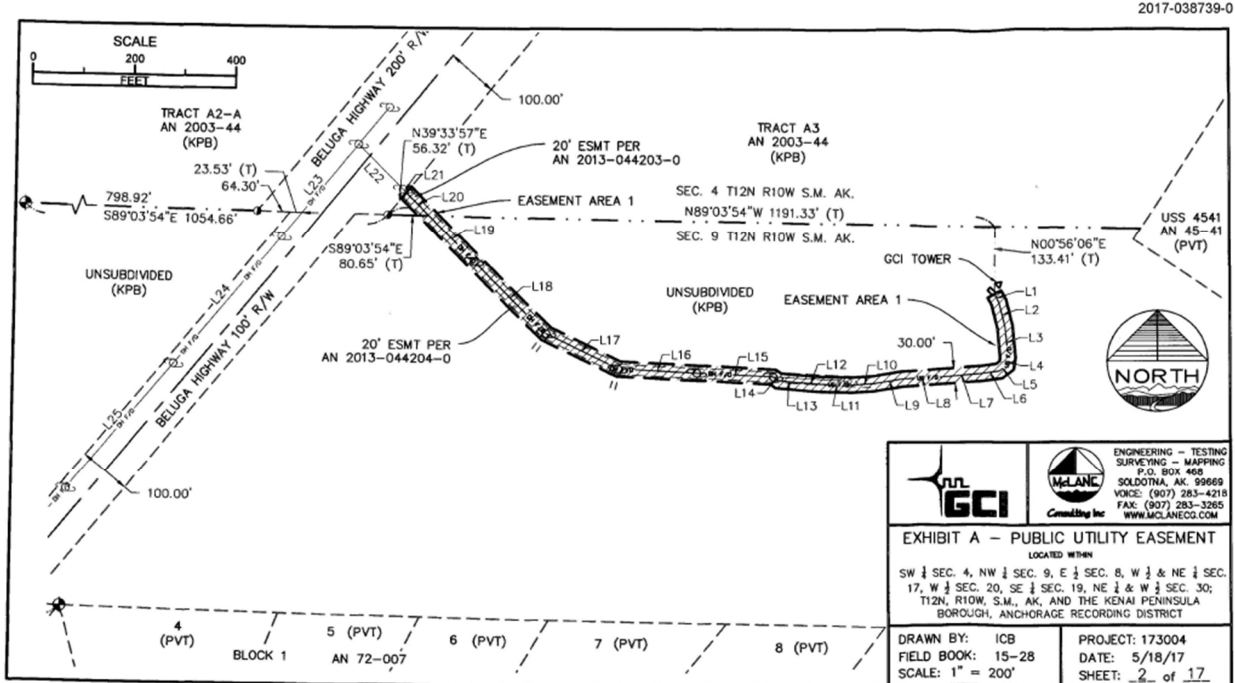 2017-038739-0
SCALE
0 200 400
FEET
TRACT A2-A
AN 2003-44
(KPB)
BELUGA HIGHWAY 200' R/W
100.00'
N39°33'57"E
56.32' (T)
20' ESMT PER
AN 2013-044203-0
TRACT A3
AN 2003-44
(KPB)
23.53' (T)
64.30'
L23
OH F/O
L22
L21
L20
EASEMENT AREA 1
798.92'
S89°03'54"E 1054.66'
SEC. 4 T12N R10W S.M. AK.
N89°03'54"W 1191.33' (T)
SEC. 9 T12N R10W S.M. AK.
USS 4541
AN 45-41
(PVT)
L19
OH F/O
S89°03'54"E
80.65' (T)
N00°56'06"E
133.41' (T)
GCI TOWER
UNSUBDIVIDED
(KPB)
OH F/O
L24
OH F/O
BELUGA HIGHWAY 100' R/W
L18
OH F/O
UNSUBDIVIDED
(KPB)
EASEMENT AREA 1
L1
L2
L3
L4
L5
L6
L7
L8
L9
L10
L11
L12
L13
L14
L15
L16
L17
30.00'
20' ESMT PER
AN 2013-044204-0
NORTH
L25
OH F/O
100.00'
OH F/O
4
(PVT)
5 (PVT)
6 (PVT)
7 (PVT)
8 (PVT)
BLOCK 1
AN 72-007
GCI
McLANE
Consulting Inc
ENGINEERING - TESTING
SURVEYING - MAPPING
P.O. BOX 468
SOLDOTNA, AK. 99669
VOICE: (907) 283-4218
FAX: (907) 283-3265
WWW.MCLANECG.COM
EXHIBIT A - PUBLIC UTILITY EASEMENT
LOCATED WITHIN
SW ¼ SEC. 4, NW ¼ SEC. 9, E ½ SEC. 8, W ½ & NE ¼ SEC.
17, W ½ SEC. 20, SE ¼ SEC. 19, NE ¼ & W ½ SEC. 30;
T12N, R10W, S.M., AK, AND THE KENAI PENINSULA
BOROUGH, ANCHORAGE RECORDING DISTRICT
DRAWN BY: ICB
FIELD BOOK: 15-28
SCALE: 1" = 200'
PROJECT: 173004
DATE: 5/18/17
SHEET: 2 of 17